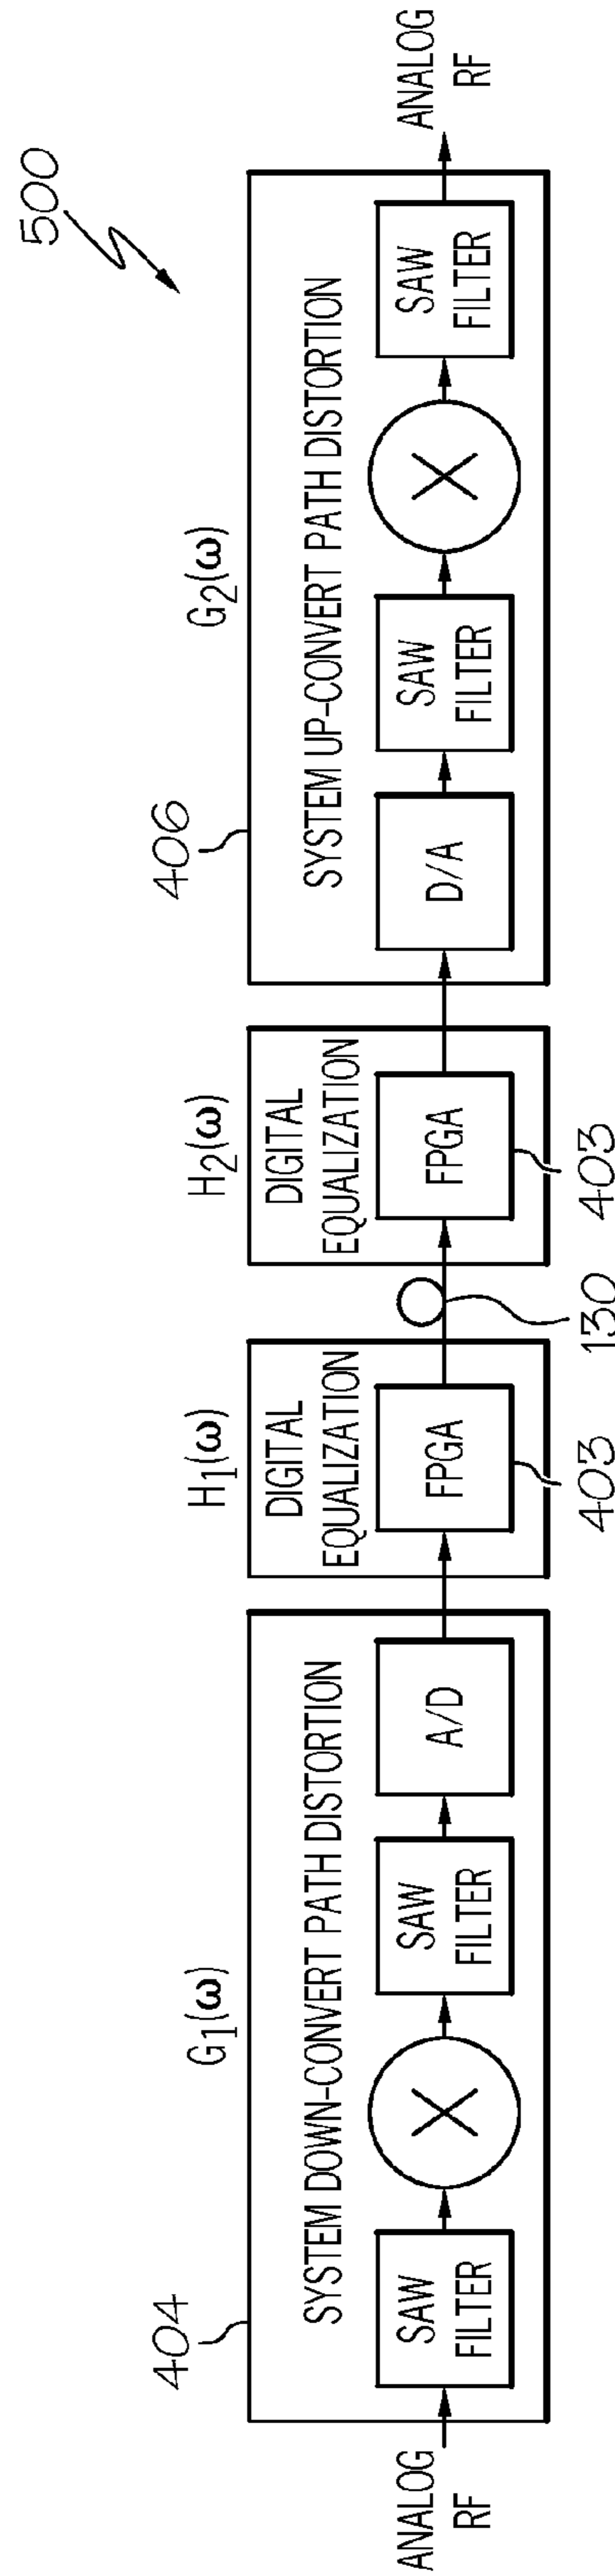 500
G₁(ω)
H₁(ω)
H₂(ω)
G₂(ω)
404
406
SYSTEM DOWN-CONVERT PATH DISTORTION
DIGITAL
EQUALIZATION
DIGITAL
EQUALIZATION
SYSTEM UP-CONVERT PATH DISTORTION
ANALOG
RF
SAW
FILTER
X
SAW
FILTER
A/D
FPGA
FPGA
D/A
SAW
FILTER
X
SAW
FILTER
ANALOG
RF
403
130
403